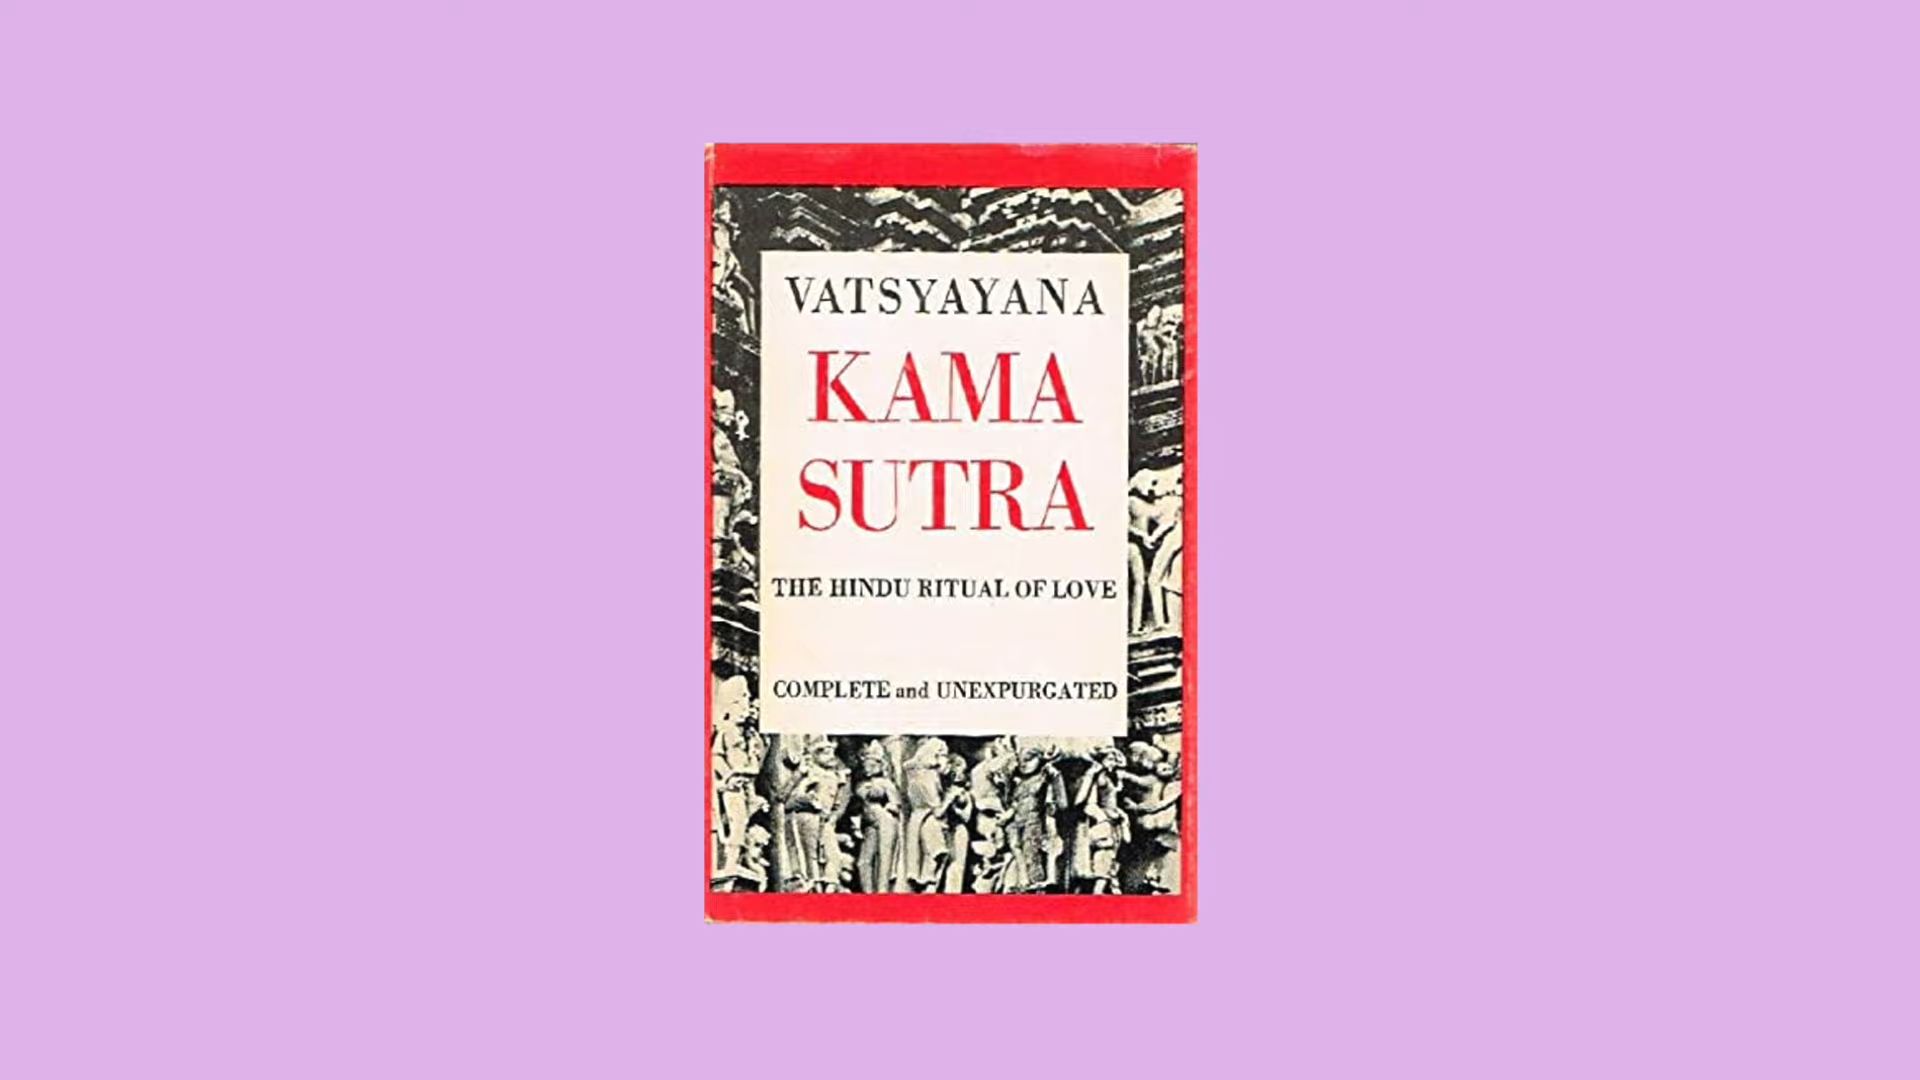 VATSYAYANA
KAMA
SUTRA
THE HINDU RITUAL OF LOVE
COMPLETE and UNEXPURGATED